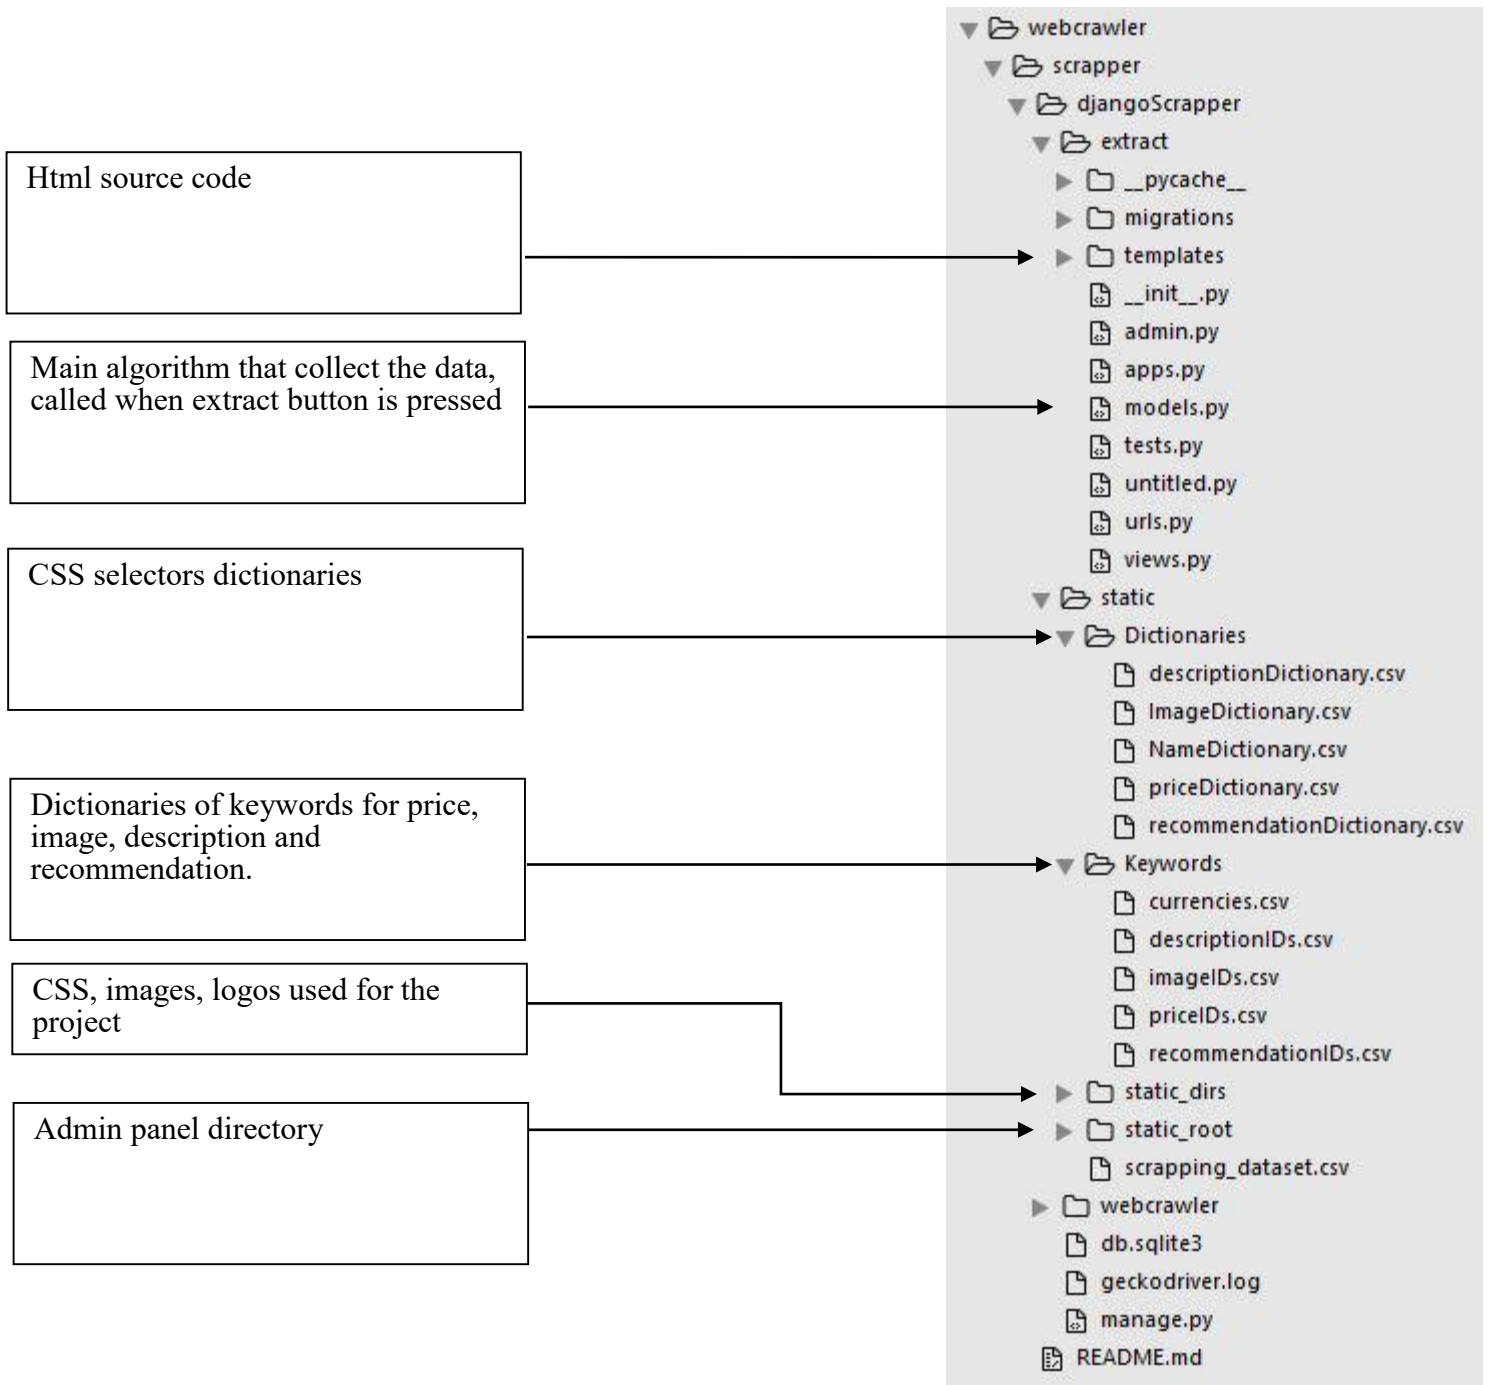 Html source code
Main algorithm that collect the data,
called when extract button is pressed
CSS selectors dictionaries
Dictionaries of keywords for price,
image, description and
recommendation.
CSS, images, logos used for the
project
Admin panel directory
webcrawler
scrapper
djangoScrapper
extract
__pycache__
migrations
templates
__init__.py
admin.py
apps.py
models.py
tests.py
untitled.py
urls.py
views.py
static
Dictionaries
descriptionDictionary.csv
ImageDictionary.csv
NameDictionary.csv
priceDictionary.csv
recommendationDictionary.csv
Keywords
currencies.csv
descriptionIDs.csv
imageIDs.csv
priceIDs.csv
recommendationIDs.csv
static_dirs
static_root
scrapping_dataset.csv
webcrawler
db.sqlite3
geckodriver.log
manage.py
README.md